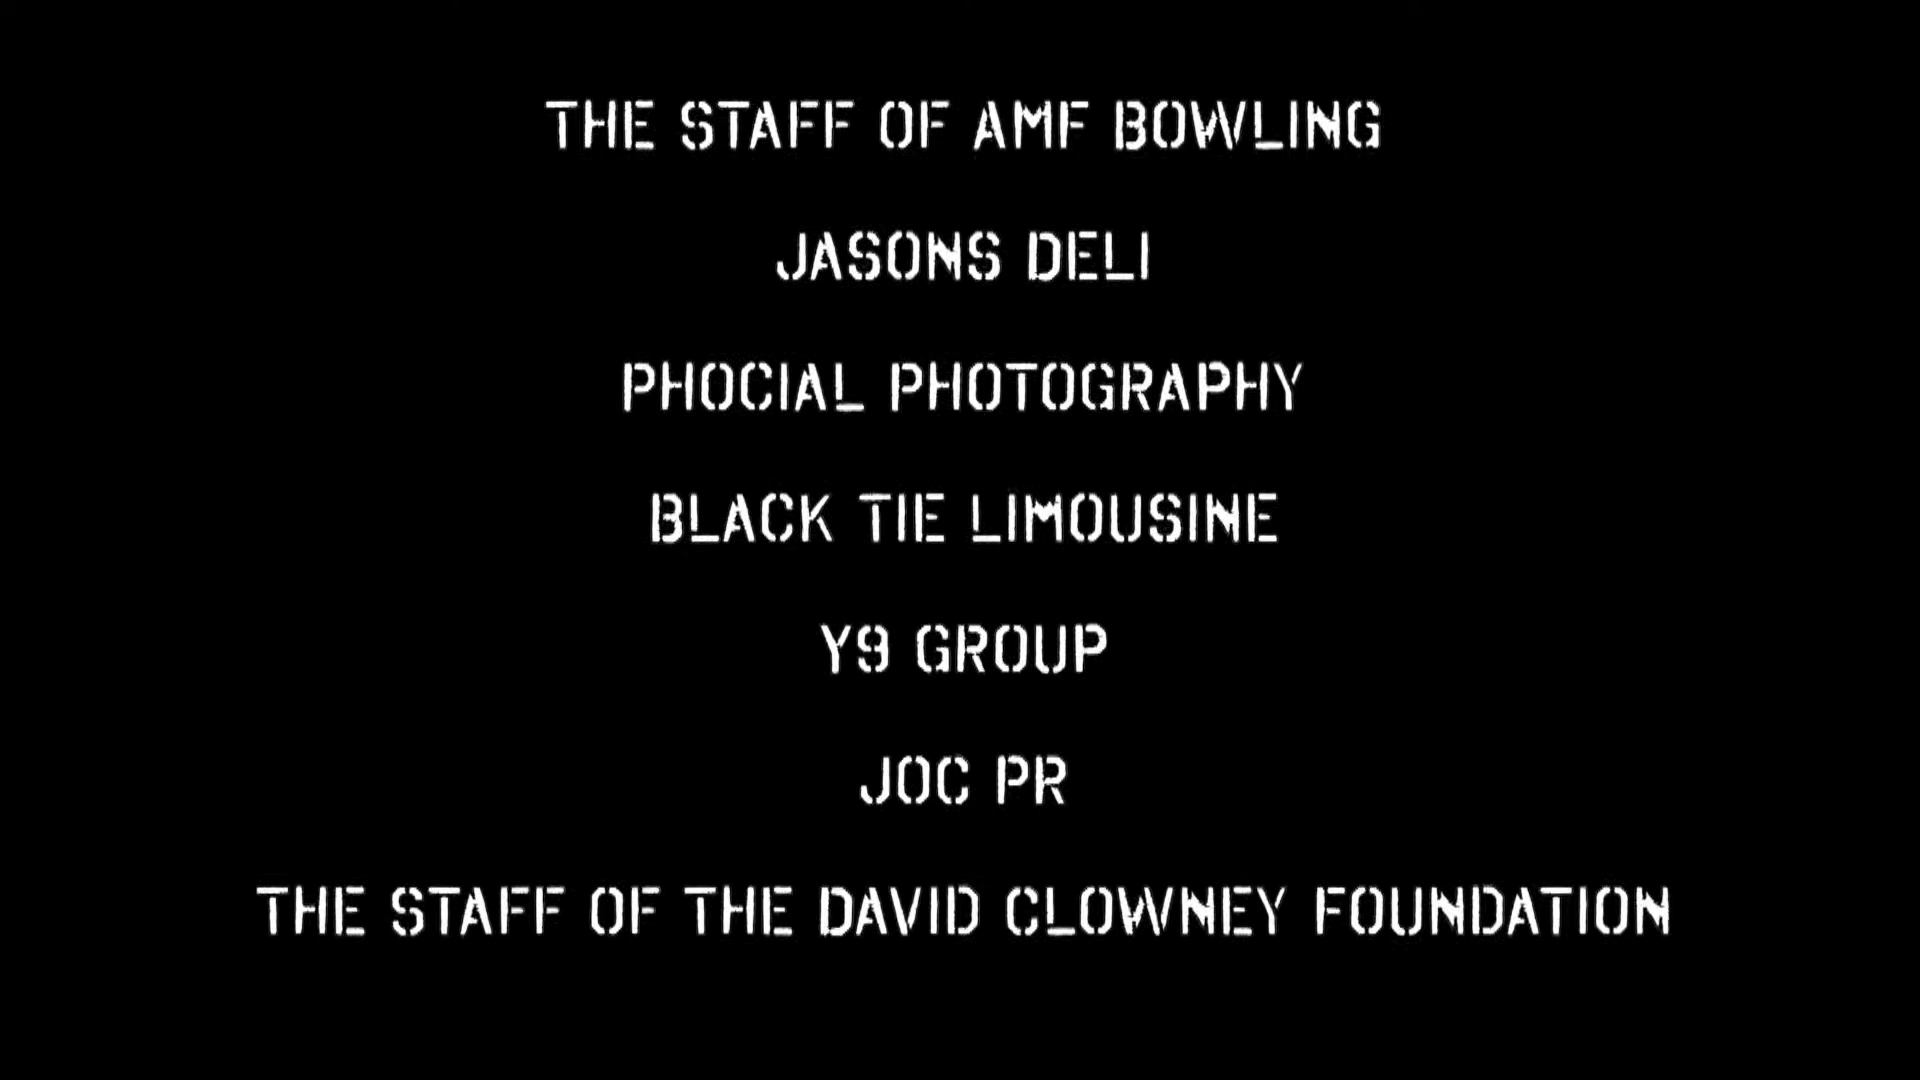 THE STAFF OF AMF BOWLING
JASONS DELI
PHOCIAL PHOTOGRAPHY
BLACK TIE LIMOUSINE
Y9 GROUP
JOC PR
THE STAFF OF THE DAVID CLOWNEY FOUNDATION